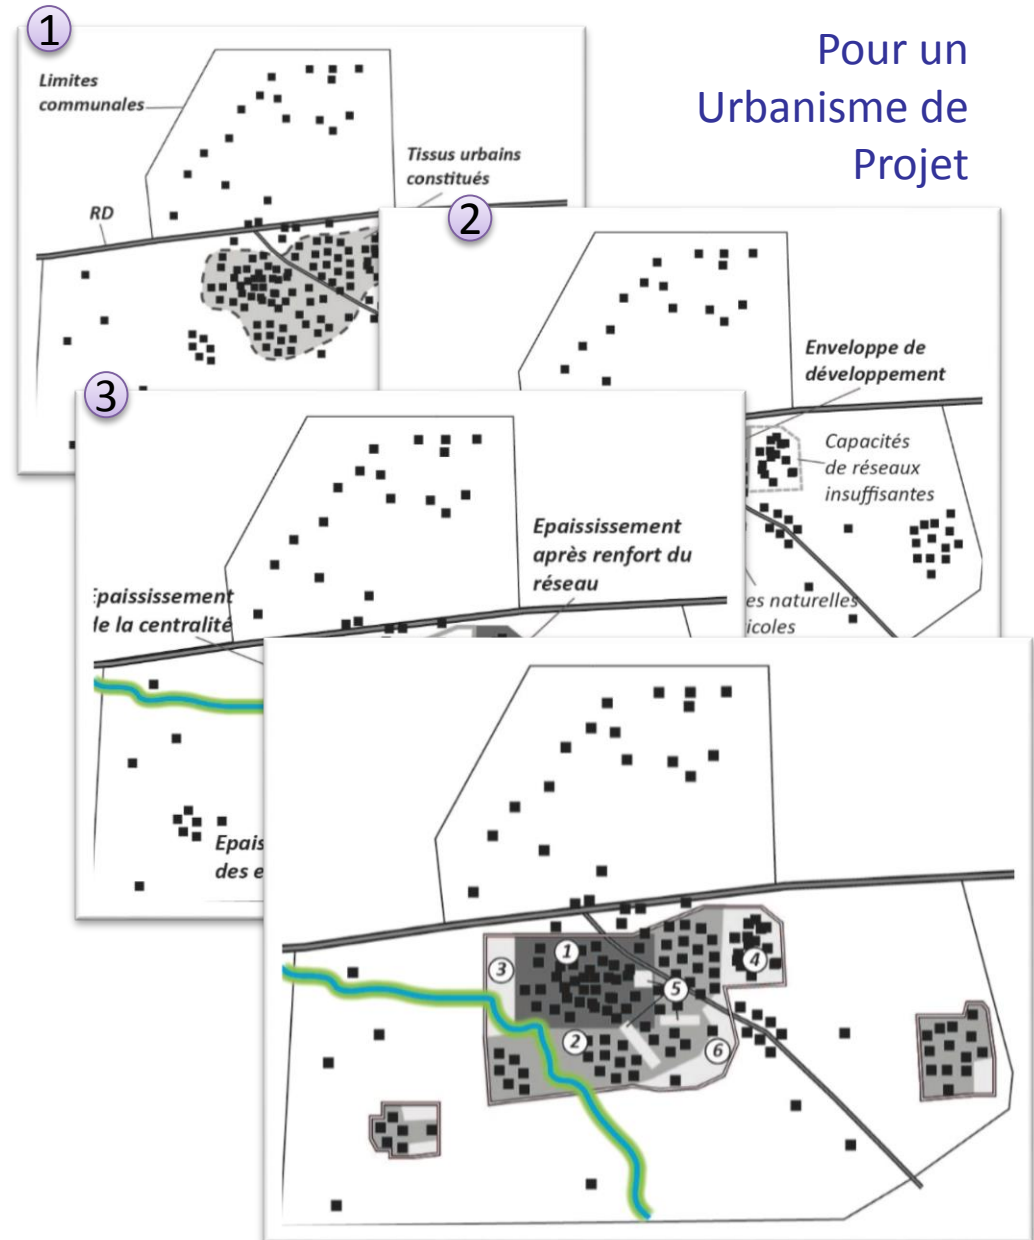 Pour un
Urbanisme de
Projet
1
Limites
communales
Tissus urbains
constitués
RD
2
Enveloppe de
développement
Capacités
de réseaux
insuffisantes
es naturelles
icoles
3
Epaississement
après renfort du
réseau
paississement
de la centralité
Epais
des e
1
3
4
5
2
6